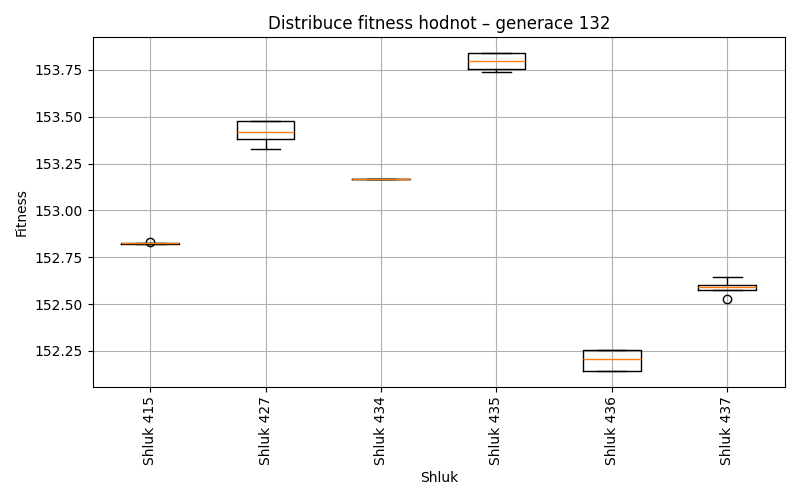 Distribuce fitness hodnot – generace 132
Fitness
153.75
153.50
153.25
153.00
152.75
152.50
152.25
Shluk 415
Shluk 427
Shluk 434
Shluk 435
Shluk 436
Shluk 437
Shluk